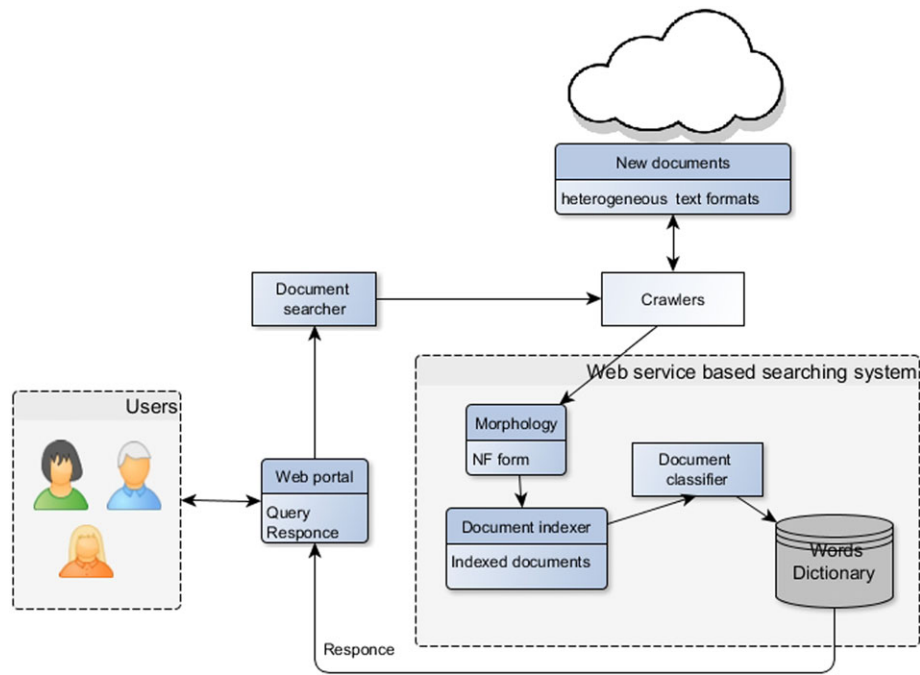 New documents
heterogeneous text formats
Document
searcher
Crawlers
Web service based searching system
Users
Morphology
NF form
Document
classifier
Web portal
Query
Responce
Document indexer
Indexed documents
Words
Dictionary
Responce